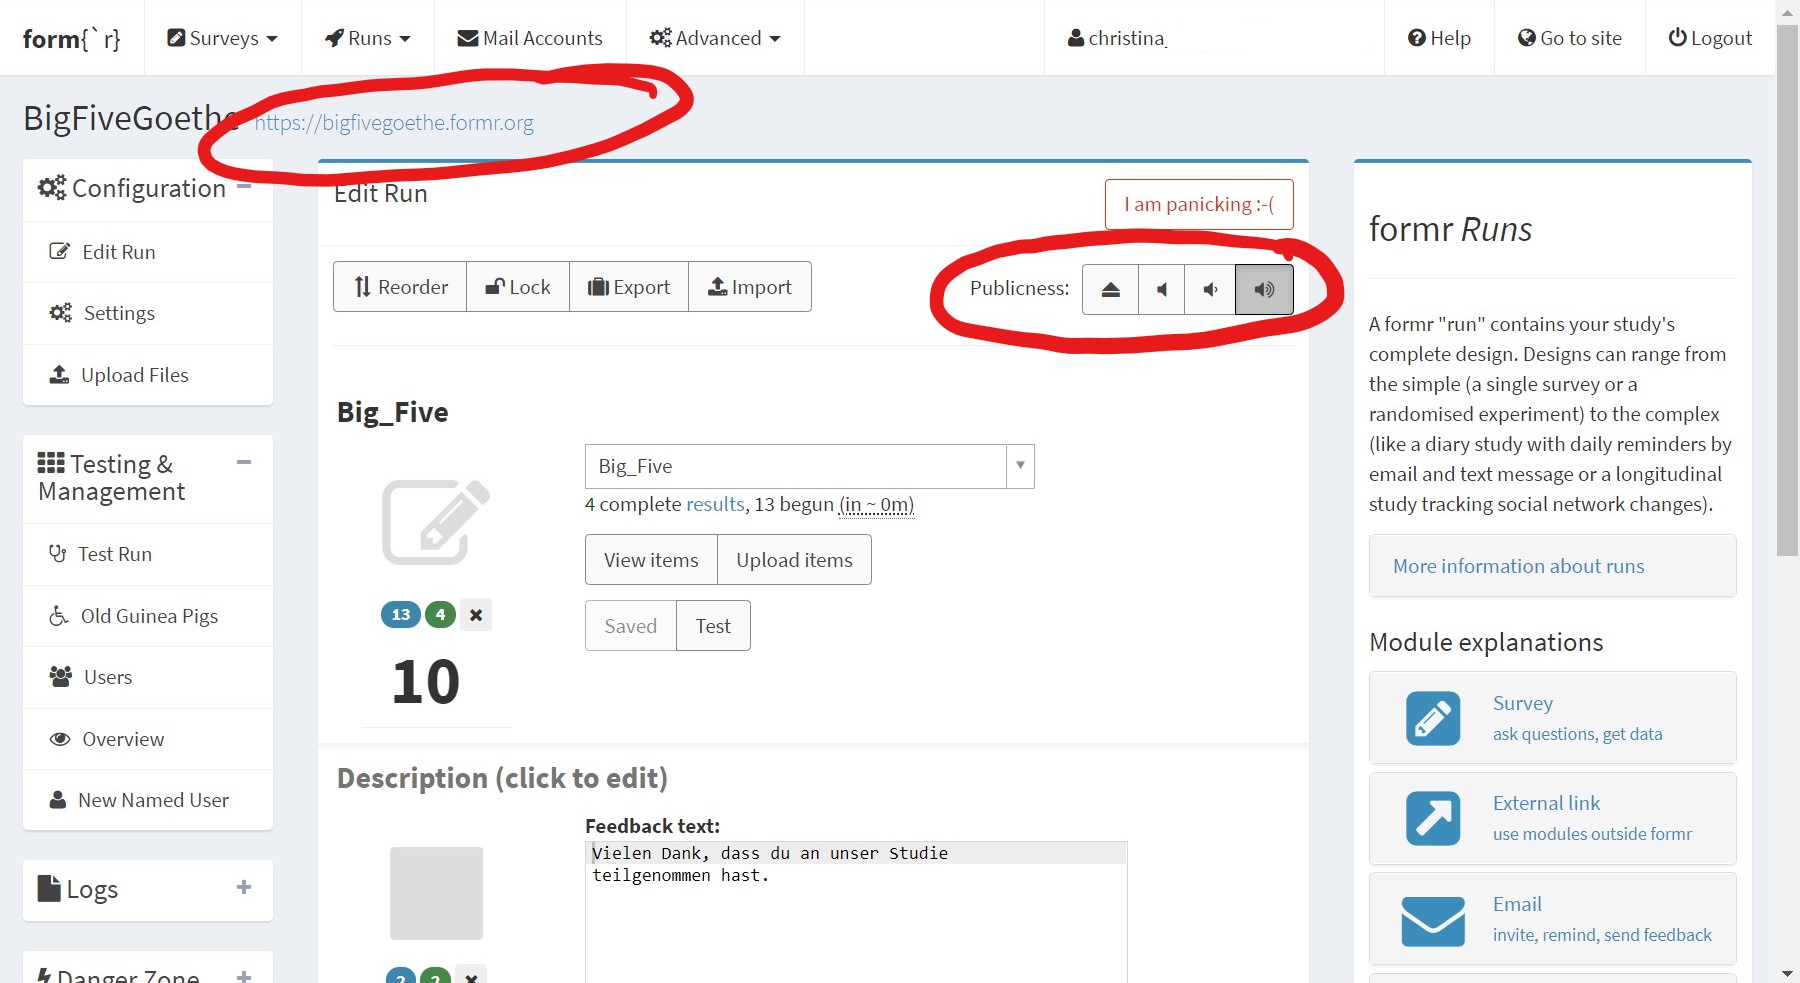 form{`r}
Surveys
Runs
Mail Accounts
Advanced
christina_
Help
Go to site
Logout
BigFiveGoethe https://bigfivegoethe.formr.org
Configuration
Edit Run
Settings
Upload Files
Testing &
Management
Test Run
Old Guinea Pigs
Users
Overview
New Named User
Logs
Danger Zone
Edit Run
I am panicking :-(
Reorder
Lock
Export
Import
Publicness:
Big_Five
Big_Five
4 complete results, 13 begun (in ~ 0m)
View items
Upload items
13 4
Saved
Test
10
Description (click to edit)
Feedback text:
Vielen Dank, dass du an unser Studie
teilgenommen hast.
2 2
formr Runs
A formr "run" contains your study's
complete design. Designs can range from
the simple (a single survey or a
randomised experiment) to the complex
(like a diary study with daily reminders by
email and text message or a longitudinal
study tracking social network changes).
More information about runs
Module explanations
Survey
ask questions, get data
External link
use modules outside formr
Email
invite, remind, send feedback